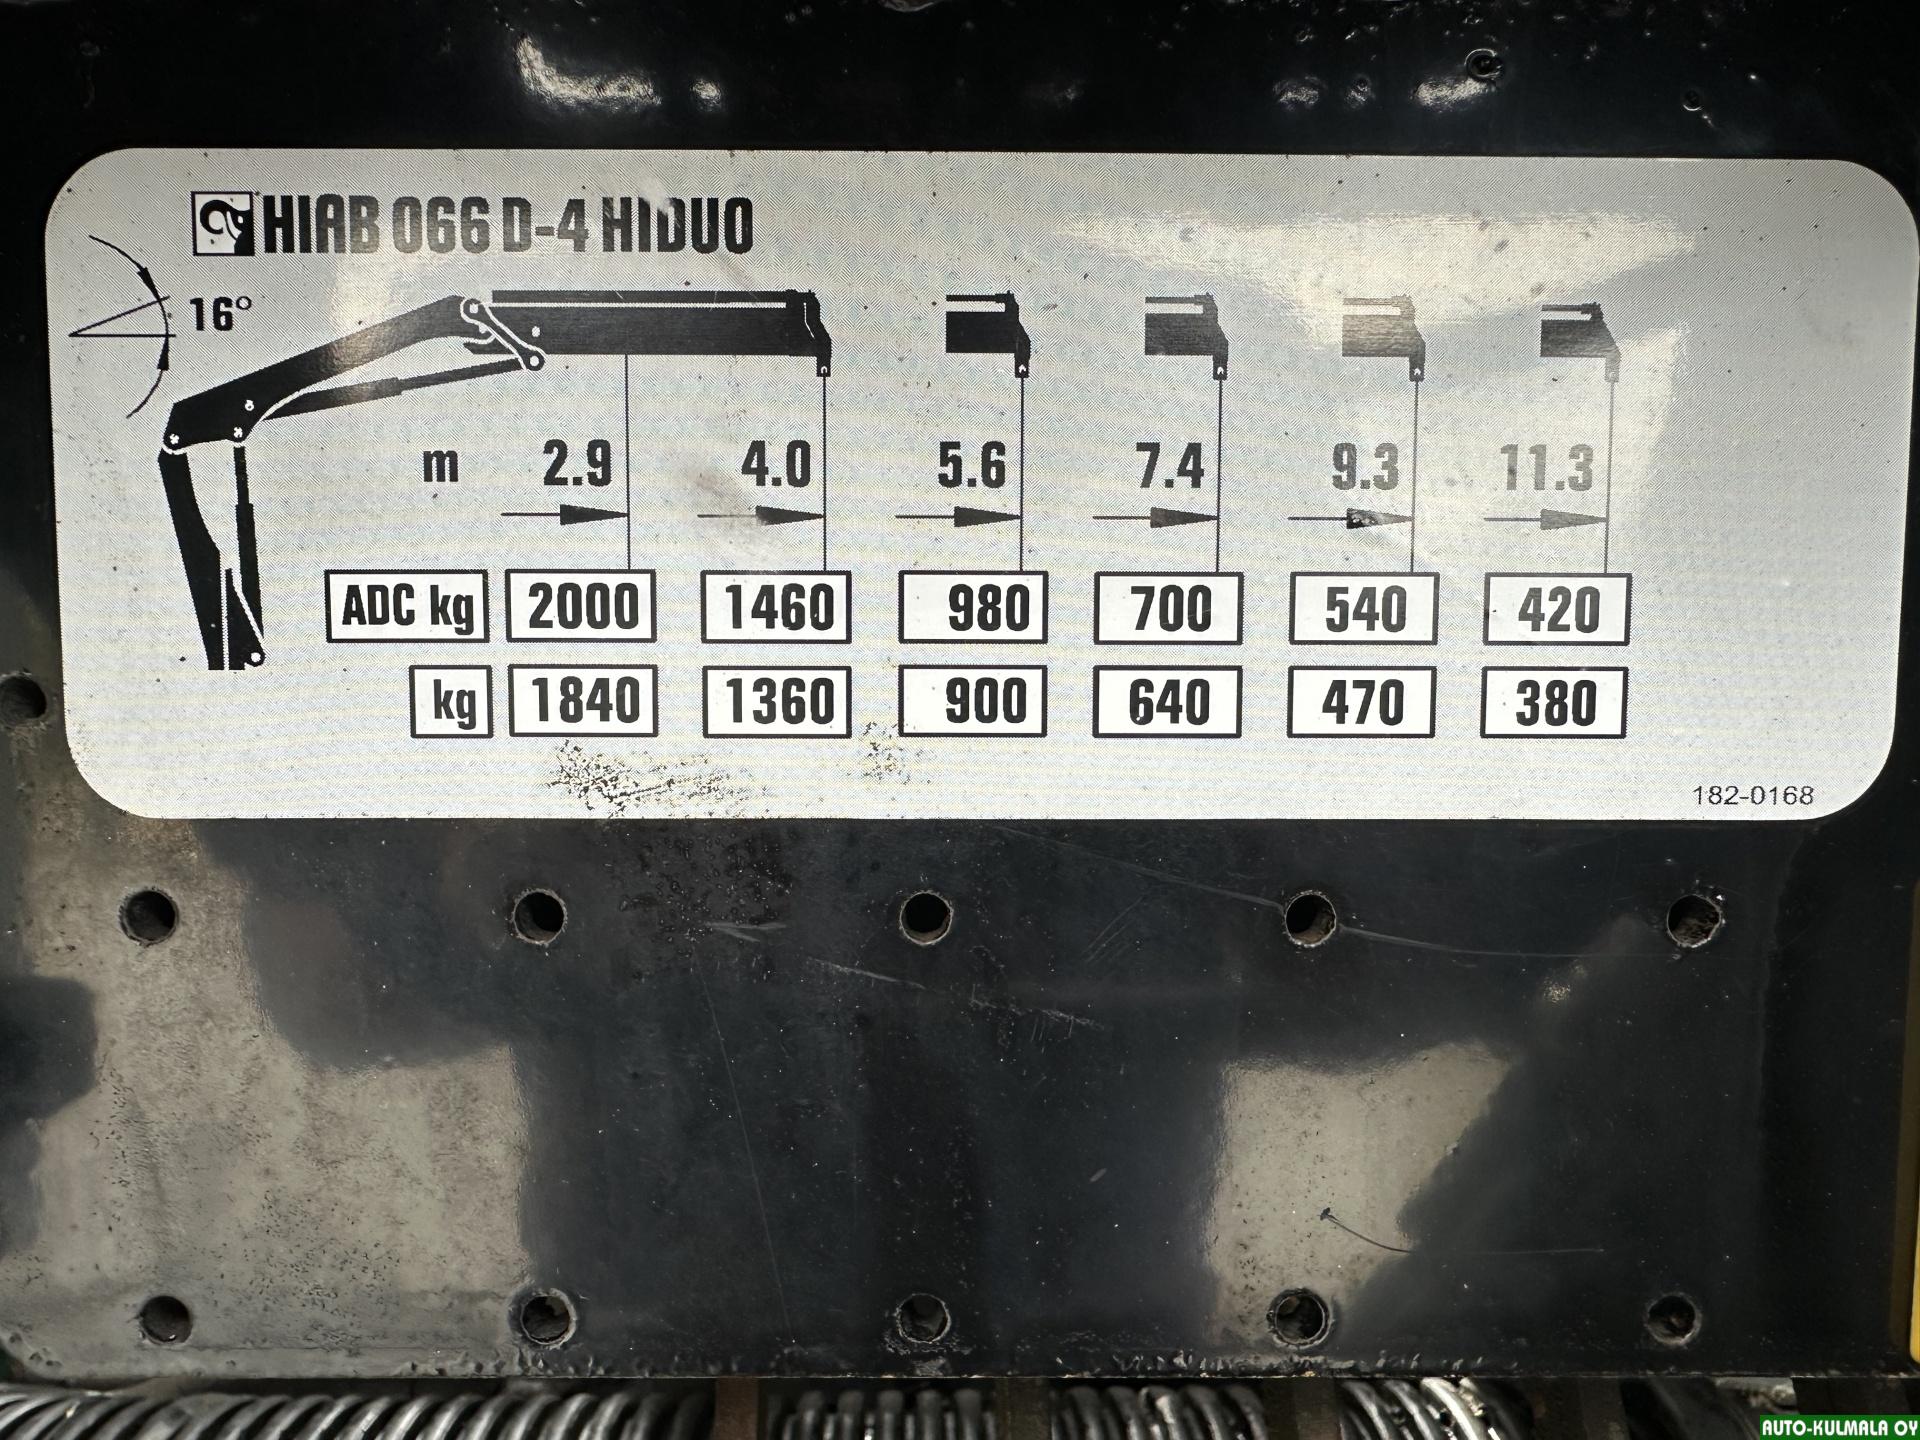 HIAB 066 D-4 HIDUO
16°
m 2.9 4.0 5.6 7.4 9.3 11.3
ADC kg 2000 1460 980 700 540 420
kg 1840 1360 900 640 470 380
182-0168
AUTO-KULMALA OY